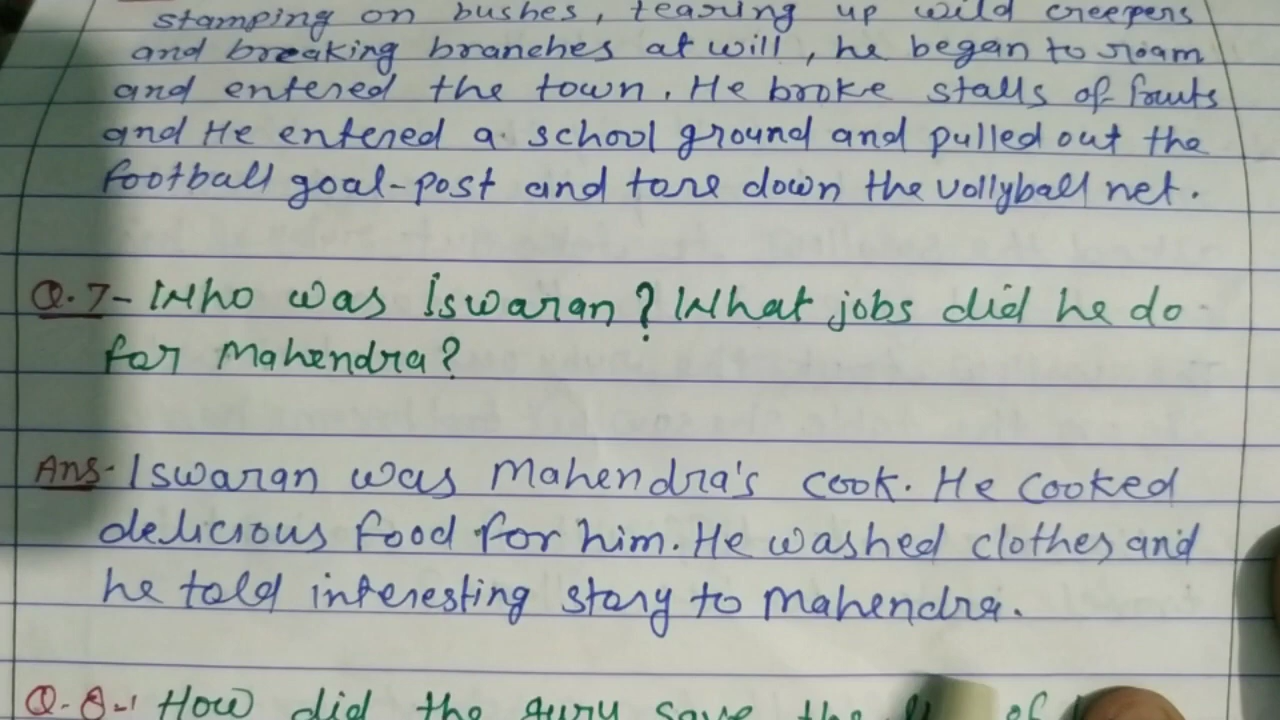 stamping on bushes, tearing up wild creepers
and breaking branches at will, he began to roam
and entered the town. He broke stalls of fruits
and He entered a school ground and pulled out the
football goal-post and tore down the vollyball net.
Q.7- Who was Iswaran? What jobs did he do
for Mahendra?
Ans- Iswaran was Mahendra's cook. He cooked
delicious food for him. He washed clothes and
he told interesting story to Mahendra.
Q.8- How did the guru save the of